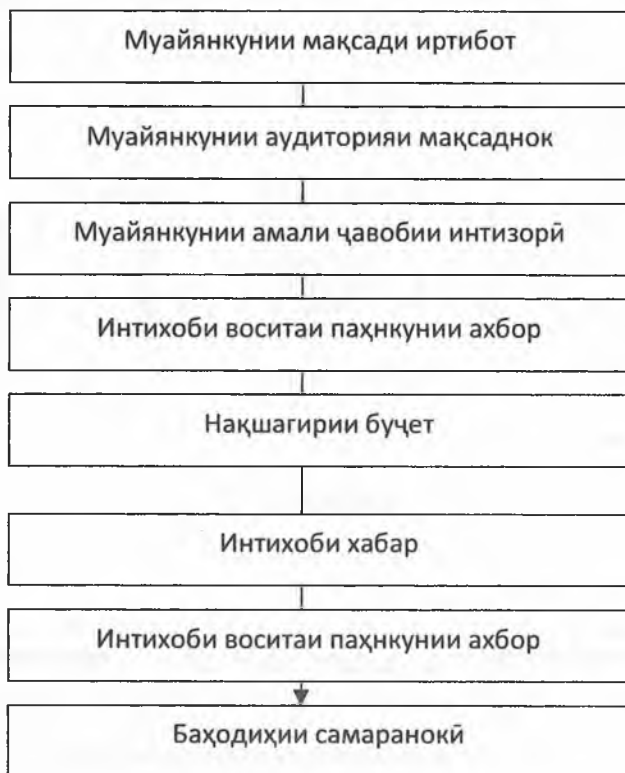 Муайянкунии мақсади иртибот
Муайянкунии аудиторияи мақсаднок
Муайянкунии амали ҷавобии интизорӣ
Интихоби воситаи паҳнкунии ахбор
Нақшагирии буҷет
Интихоби хабар
Интихоби воситаи паҳнкунии ахбор
Баҳодиҳии самаранокӣ